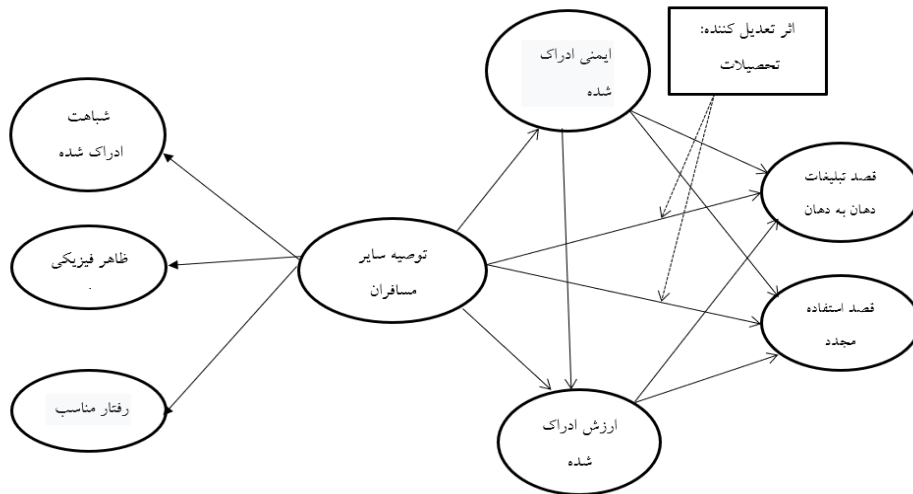 اثر تعدیل کننده:
تحصیلات
ایمنی ادراک
شده
شباهت
ادراک شده
قصد تبلیغات
دهان به دهان
ظاهر فیزیکی
.
توصیه سایر
مسافران
قصد استفاده
مجدد
رفتار مناسب
ارزش ادراک
شده